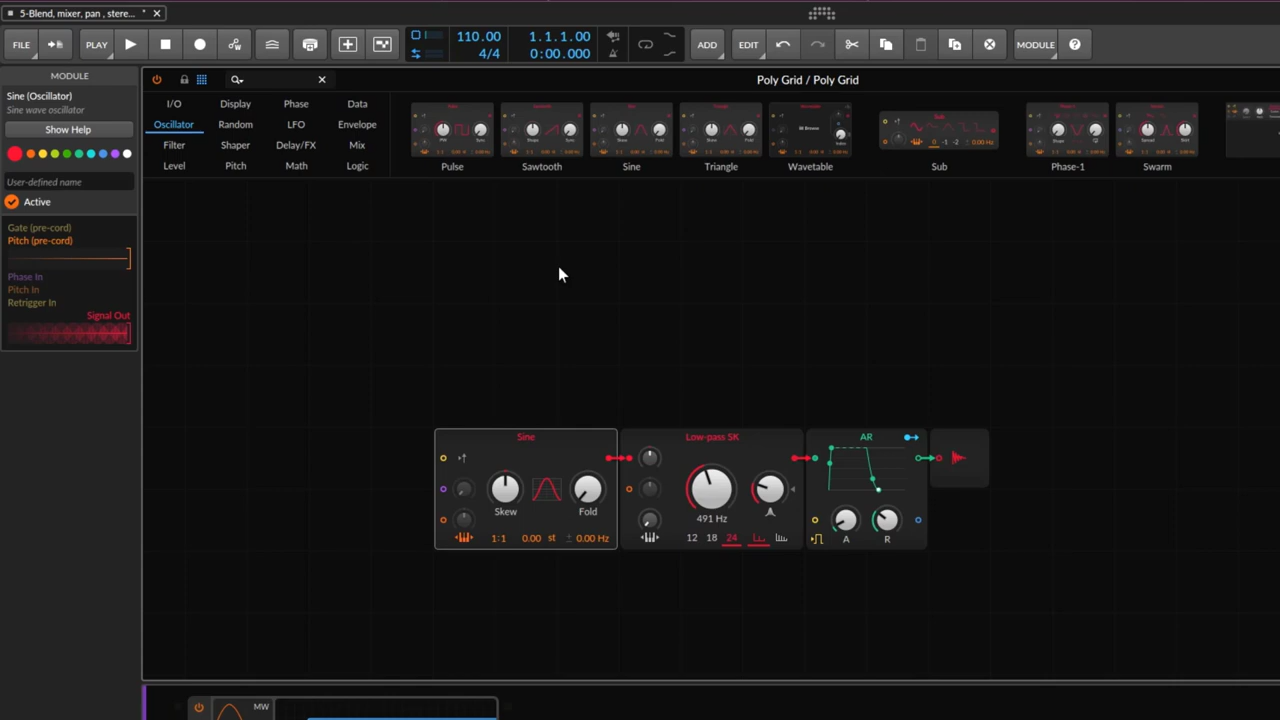 5-Blend, mixer, pan , stere... *
FILE
PLAY
110.00
4/4
1.1.1.00
0:00.000
ADD
EDIT
MODULE
MODULE
Sine (Oscillator)
Sine wave oscillator
Show Help
User-defined name
Active
Gate (pre-cord)
Pitch (pre-cord)
Phase In
Pitch In
Retrigger In
Signal Out
Poly Grid / Poly Grid
I/O Display Phase Data
Oscillator Random LFO Envelope
Filter Shaper Delay/FX Mix
Level Pitch Math Logic
Pulse Sawtooth Sine Triangle Wavetable Sub Phase-1 Swarm
Sine
Skew
Fold
1:1 0.00 st ± 0.00 Hz
Low-pass SK
491 Hz
12 18 24
AR
A R
MW